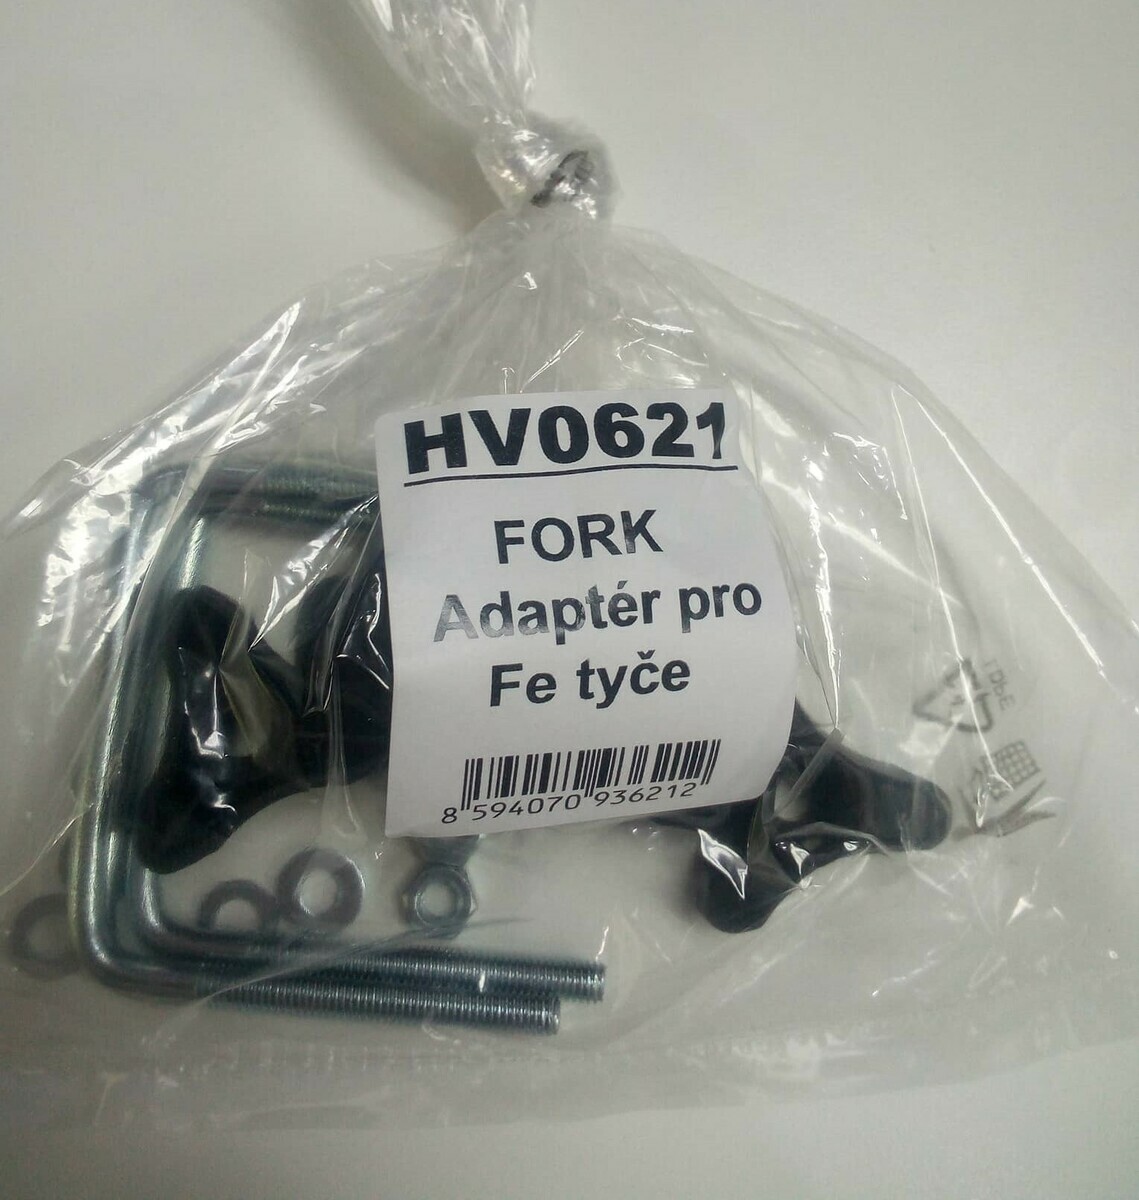 HV0621
FORK
Adaptér pro
Fe tyče
8 594070 936212